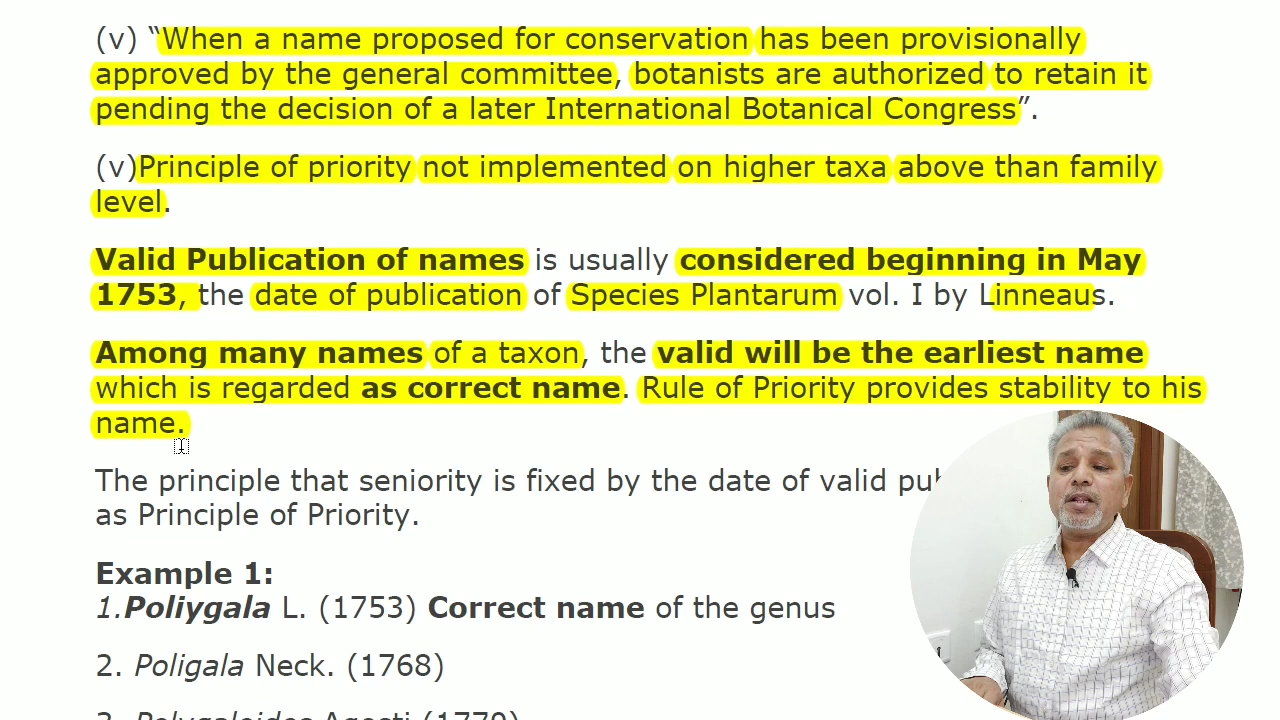 (v) “When a name proposed for conservation has been provisionally
approved by the general committee, botanists are authorized to retain it
pending the decision of a later International Botanical Congress”.
(v)Principle of priority not implemented on higher taxa above than family
level.
Valid Publication of names is usually considered beginning in May
1753, the date of publication of Species Plantarum vol. I by Linneaus.
Among many names of a taxon, the valid will be the earliest name
which is regarded as correct name. Rule of Priority provides stability to his
name.
The principle that seniority is fixed by the date of valid
as Principle of Priority.
Example 1:
1.Poliygala L. (1753) Correct name of the genus
2. Poligala Neck. (1768)